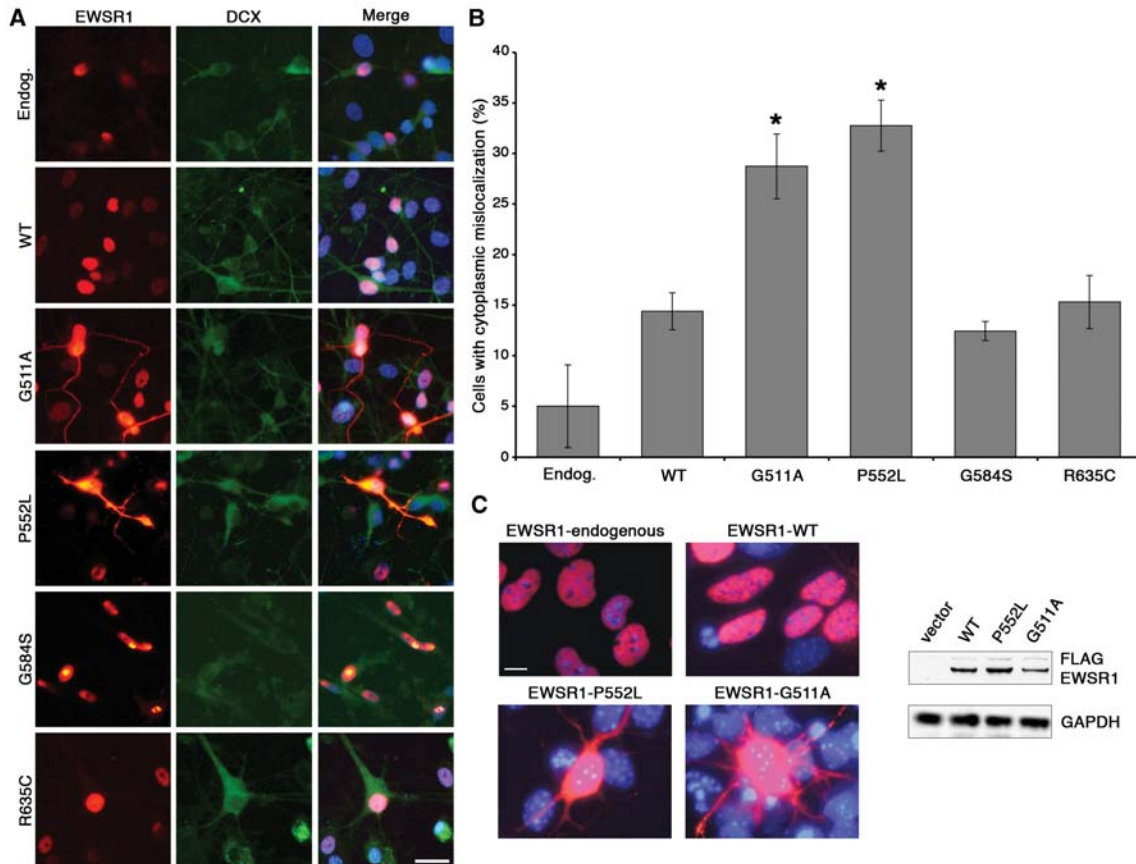 A
EWSR1 DCX Merge
Endog.
WT
G511A
P552L
G584S
R635C
B
Cells with cytoplasmic mislocalization (%)
40
35
30
25
20
15
10
5
0
* *
Endog. WT G511A P552L G584S R635C
C
EWSR1-endogenous EWSR1-WT
EWSR1-P552L EWSR1-G511A
vector WT P552L G511A
FLAG
EWSR1
GAPDH